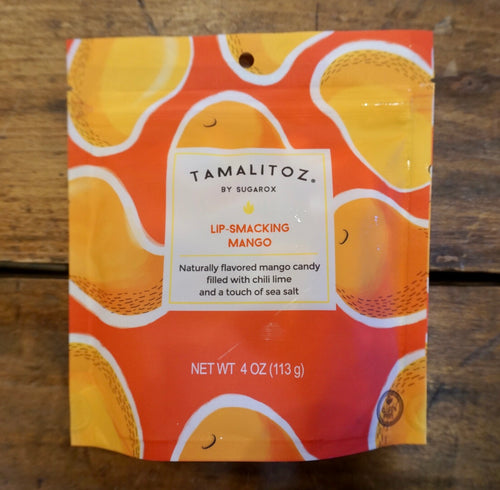 TAMALITOZ®
BY SUGAROX
LIP-SMACKING
MANGO
Naturally flavored mango candy
filled with chili lime
and a touch of sea salt
NET WT 4 OZ (113 g)